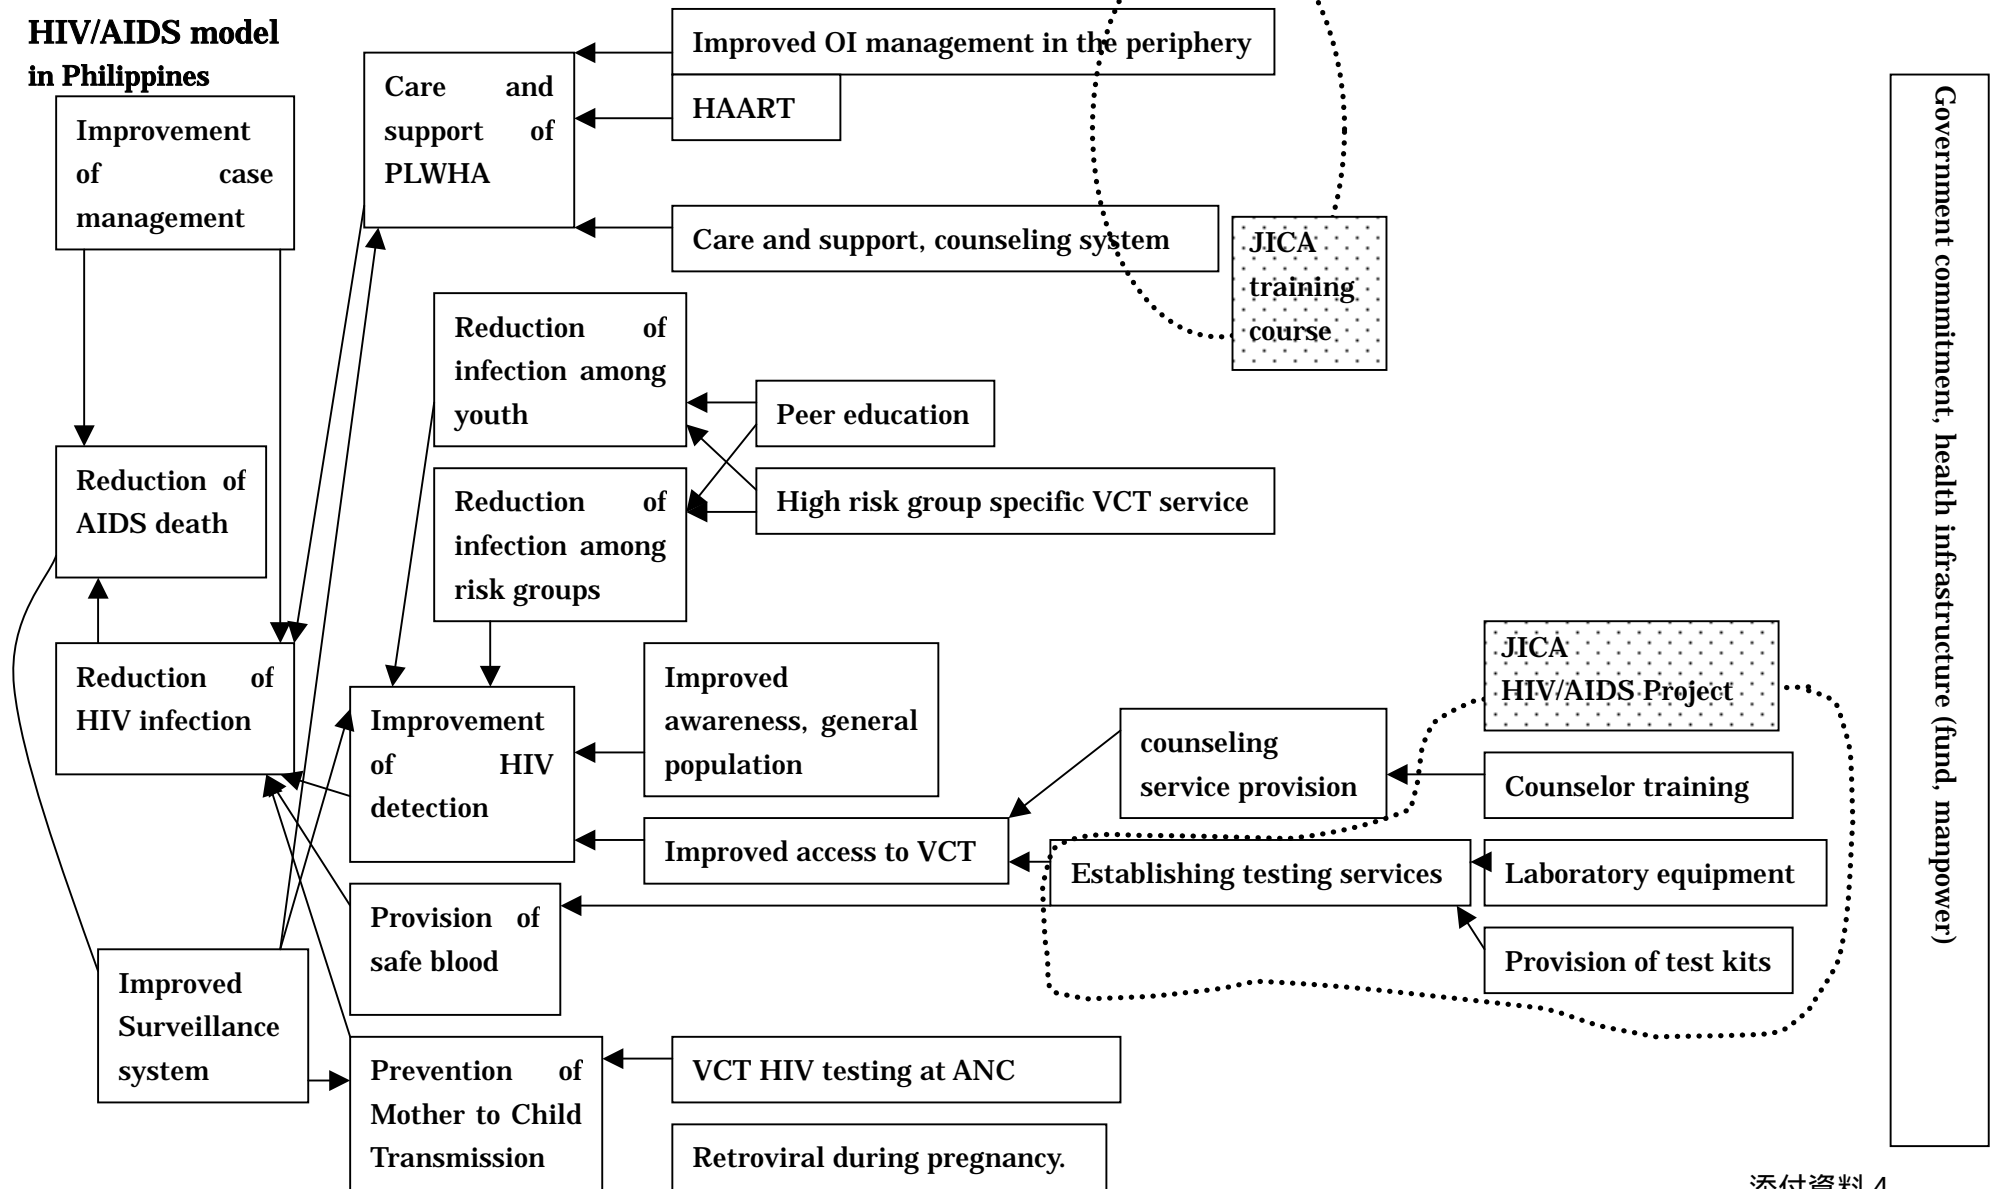 HIV/AIDS model
in Philippines
Improvement
of case
management
Care and
support of
PLWHA
Improved OI management in the periphery
HAART
Care and support, counseling system
JICA
training
course
Reduction of
infection among
youth
Peer education
Reduction of
AIDS death
Reduction of
infection among
risk groups
High risk group specific VCT service
Reduction of
HIV infection
Improvement
of HIV
detection
Improved
awareness, general
population
JICA
HIV/AIDS Project
counseling
service provision
Counselor training
Improved access to VCT
Establishing testing services
Laboratory equipment
Provision of
safe blood
Provision of test kits
Improved
Surveillance
system
Prevention of
Mother to Child
Transmission
VCT HIV testing at ANC
Retroviral during pregnancy.
Government commitment, health infrastructure (fund, manpower)
添付資料 4